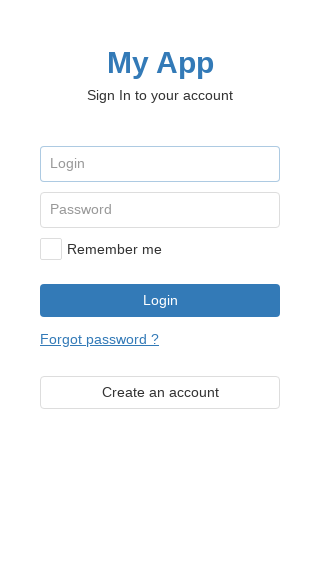 My App
Sign In to your account
Login
Password
Remember me
Login
Forgot password ?
Create an account